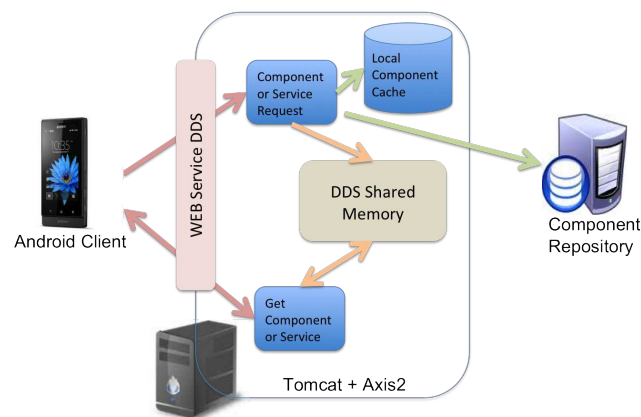 Component
or Service
Request
Local
Component
Cache
WEB Service DDS
DDS Shared
Memory
Android Client
Component
Repository
Get
Component
or Service
Tomcat + Axis2